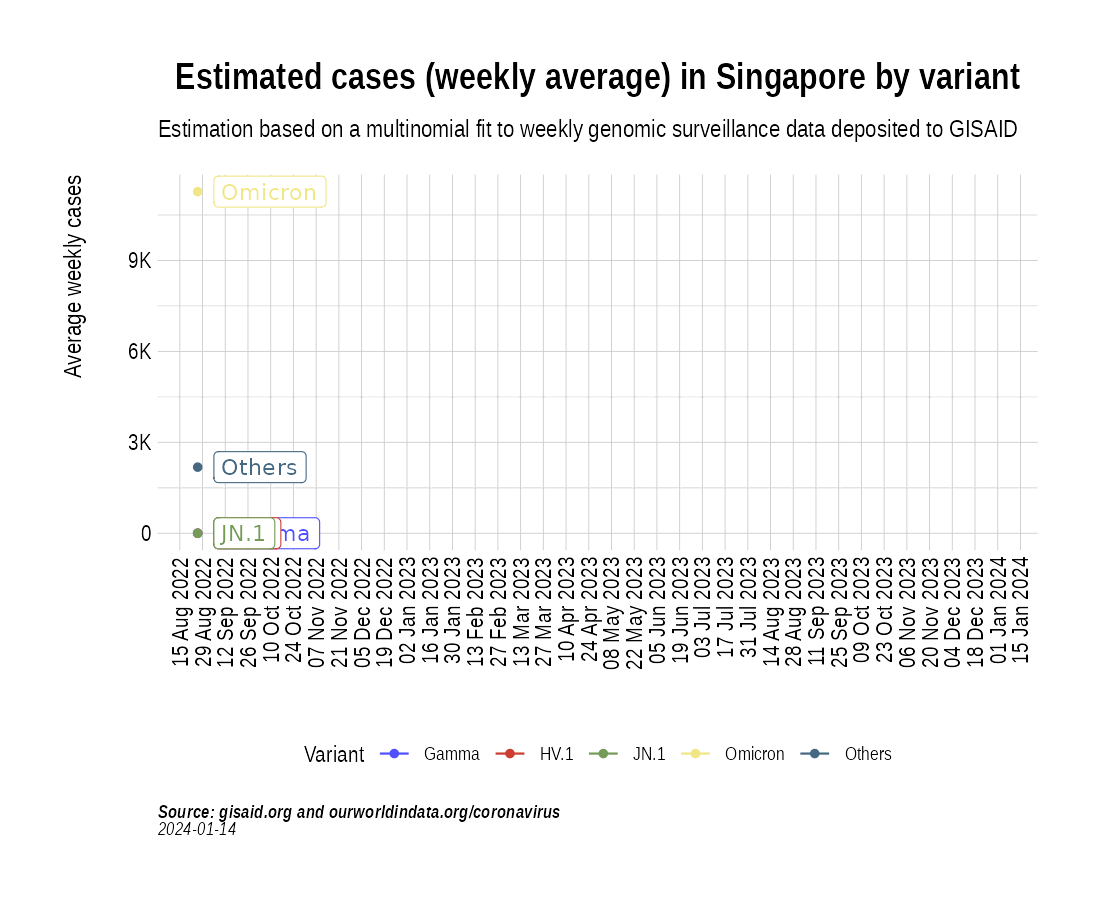 Estimated cases (weekly average) in Singapore by variant
Estimation based on a multinomial fit to weekly genomic surveillance data deposited to GISAID
Average weekly cases
Omicron
9K
6K
3K
Others
0
JN.1
ma
15 Aug 2022
29 Aug 2022
12 Sep 2022
26 Sep 2022
10 Oct 2022
24 Oct 2022
07 Nov 2022
21 Nov 2022
05 Dec 2022
19 Dec 2022
02 Jan 2023
16 Jan 2023
30 Jan 2023
13 Feb 2023
27 Feb 2023
13 Mar 2023
27 Mar 2023
10 Apr 2023
24 Apr 2023
08 May 2023
22 May 2023
05 Jun 2023
19 Jun 2023
03 Jul 2023
17 Jul 2023
31 Jul 2023
14 Aug 2023
28 Aug 2023
11 Sep 2023
25 Sep 2023
09 Oct 2023
23 Oct 2023
06 Nov 2023
20 Nov 2023
04 Dec 2023
18 Dec 2023
01 Jan 2024
15 Jan 2024
Variant Gamma HV.1 JN.1 Omicron Others
Source: gisaid.org and ourworldindata.org/coronavirus
2024-01-14